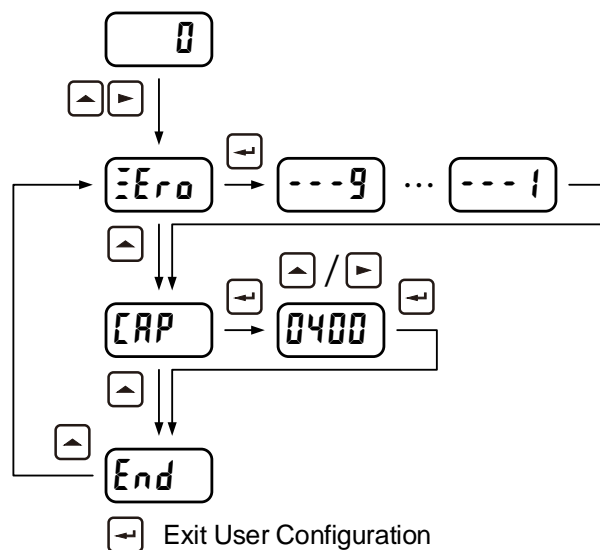 0
ZEro
---9 ... ---1
/
CAP
0400
End
Exit User Configuration